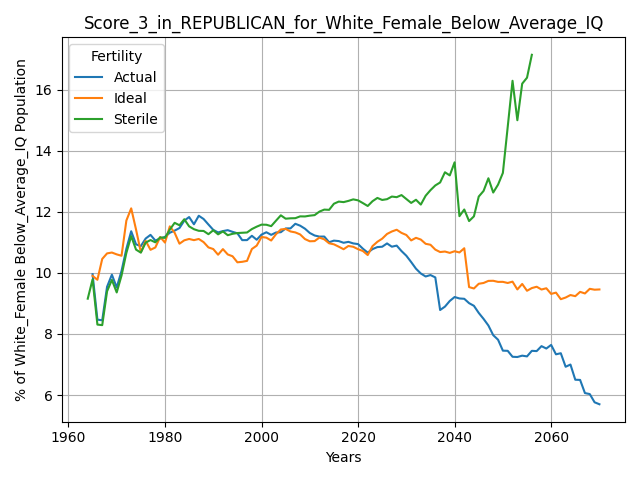 Score_3_in_REPUBLICAN_for_White_Female_Below_Average_IQ
% of White_Female Below_Average_IQ Population
16
14
12
10
8
6
Fertility
Actual
Ideal
Sterile
1960 1980 2000 2020 2040 2060
Years